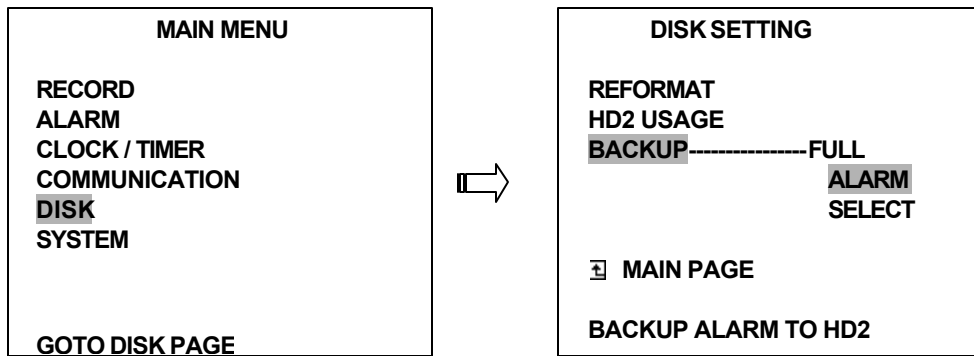 MAIN MENU
RECORD
ALARM
CLOCK / TIMER
COMMUNICATION
DISK
SYSTEM
GOTO DISK PAGE
DISK SETTING
REFORMAT
HD2 USAGE
BACKUP----------------FULL
ALARM
SELECT
MAIN PAGE
BACKUP ALARM TO HD2